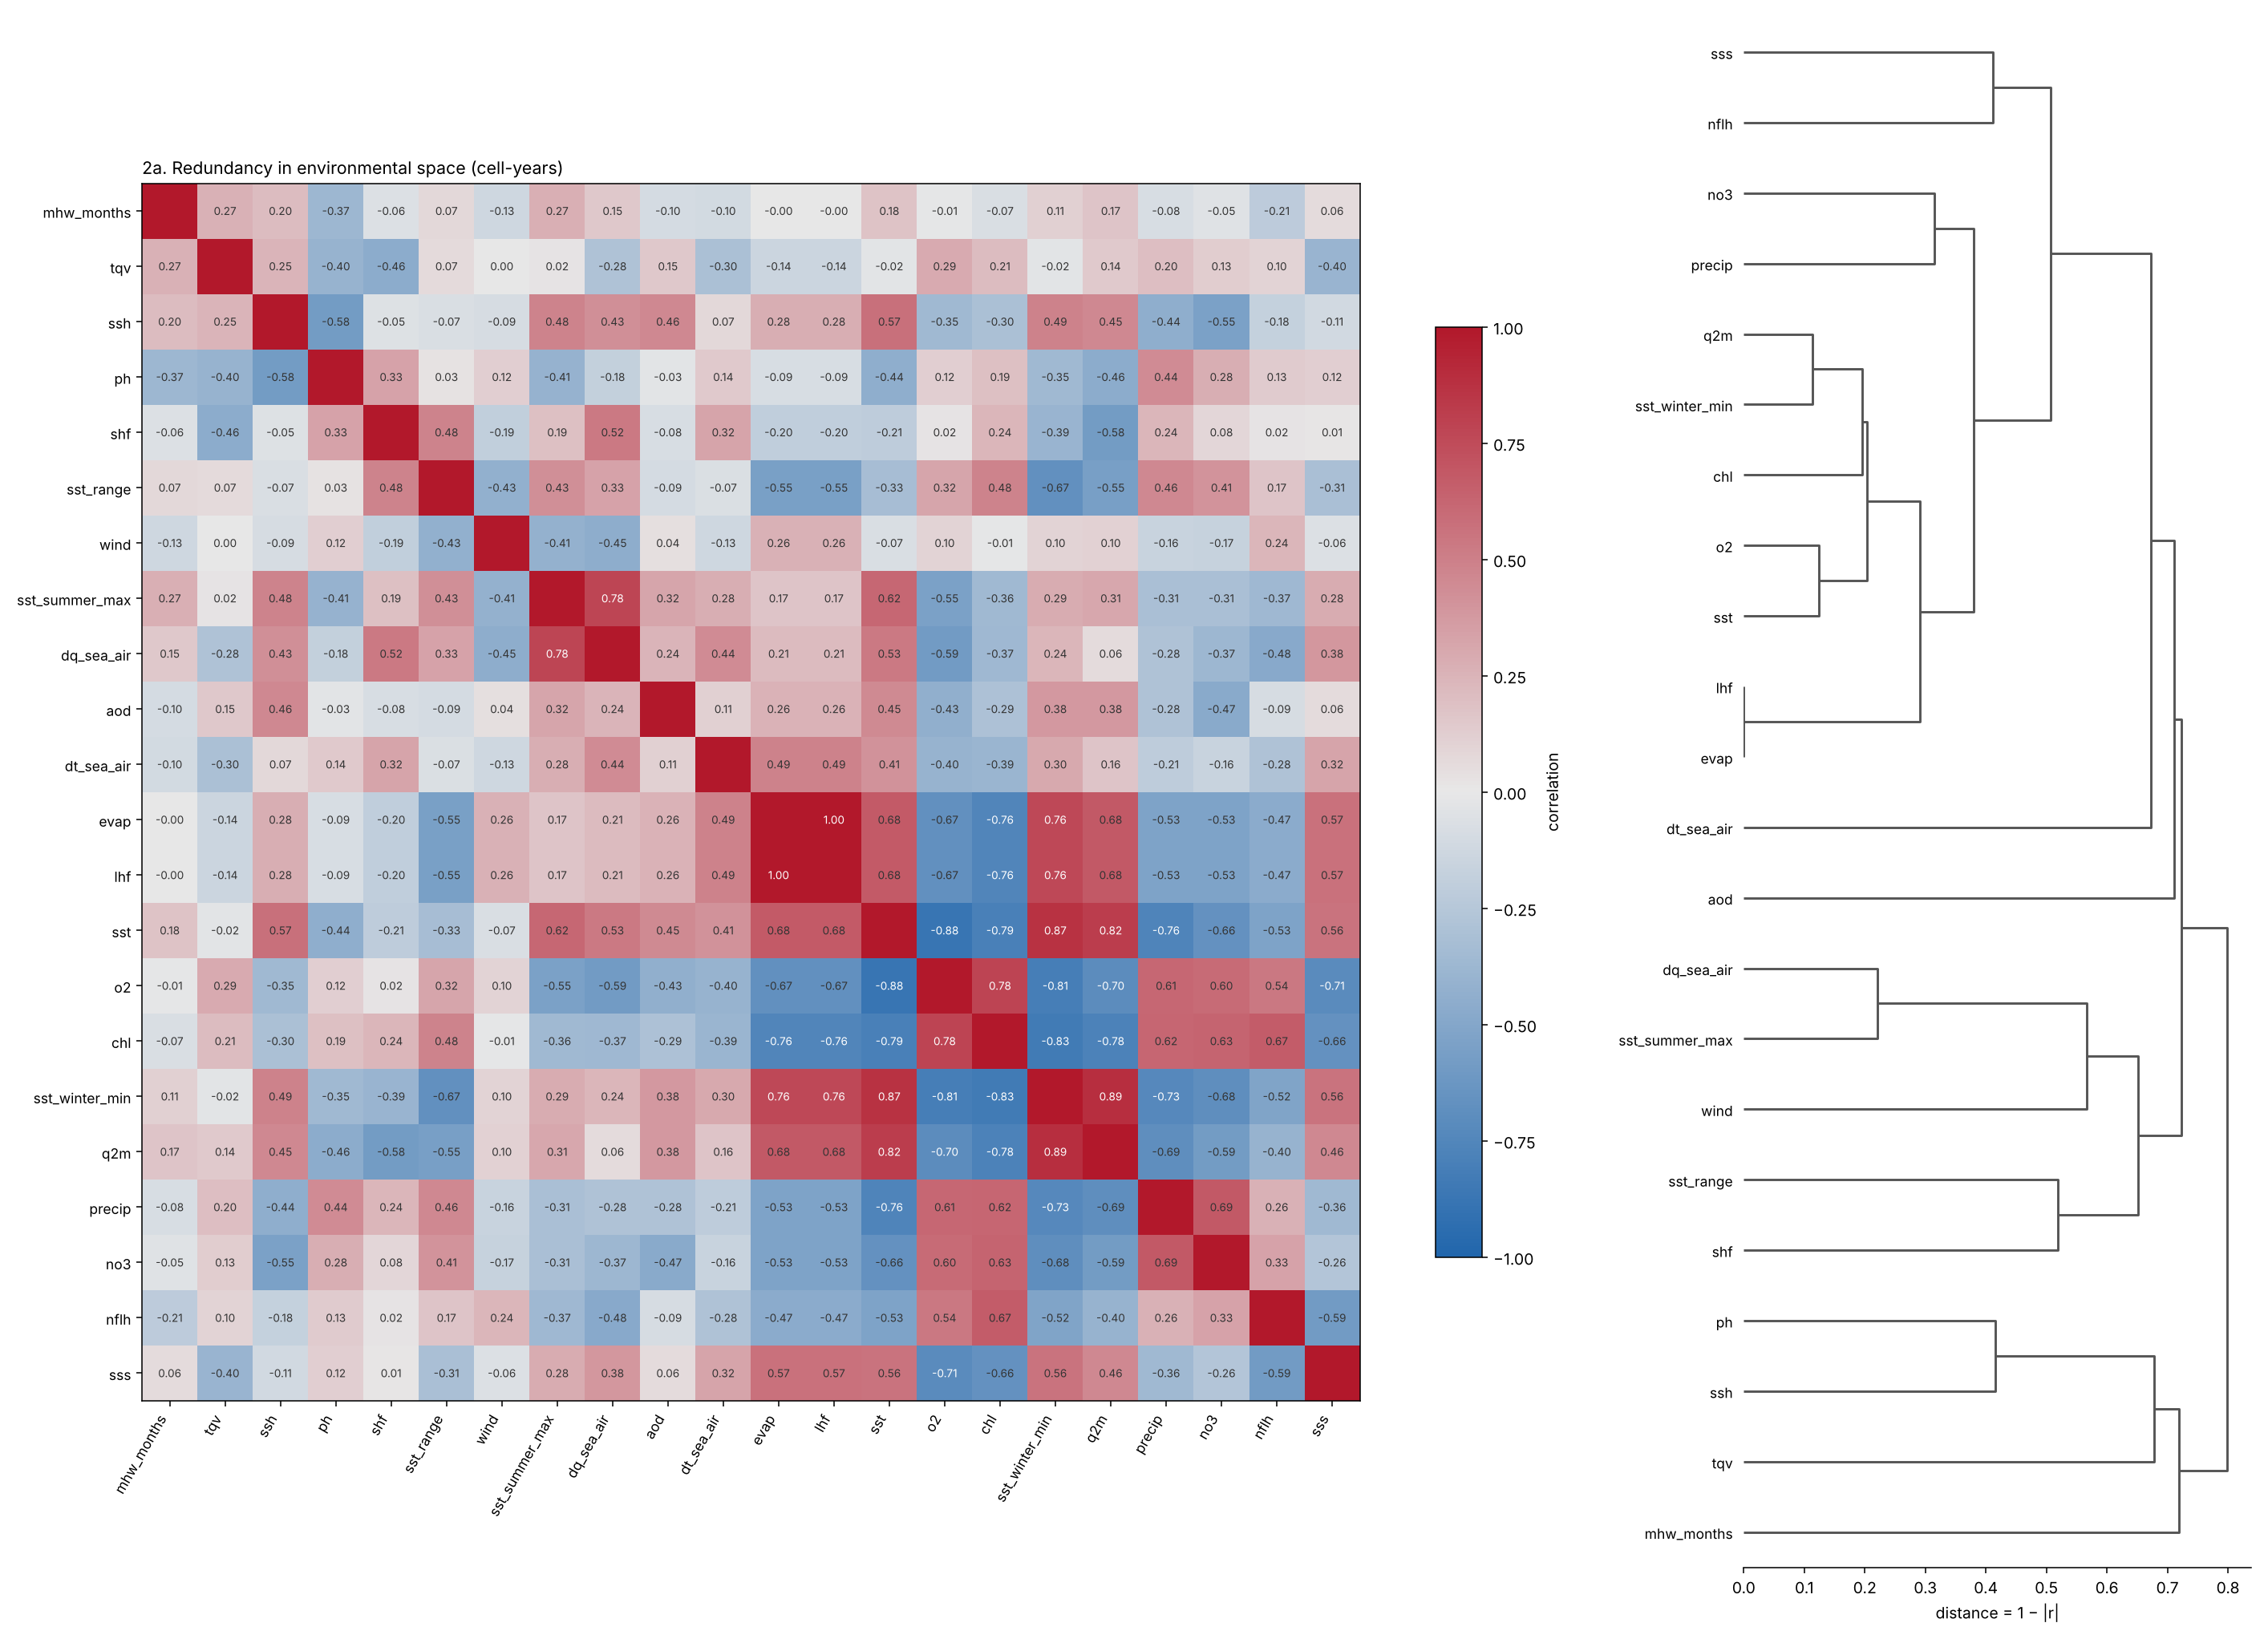 2a. Redundancy in environmental space (cell-years)
mhw_months 0.27 0.20 -0.37 -0.06 0.07 -0.13 0.27 0.15 -0.10 -0.10 -0.00 -0.00 0.18 -0.01 -0.07 0.11 0.17 -0.08 -0.05 -0.21 0.06
tqv 0.27 0.25 -0.40 -0.46 0.07 0.00 0.02 -0.28 0.15 -0.30 -0.14 -0.14 -0.02 0.29 0.21 -0.02 0.14 0.20 0.13 0.10 -0.40
ssh 0.20 0.25 -0.58 -0.05 -0.07 -0.09 0.48 0.43 0.46 0.07 0.28 0.28 0.57 -0.35 -0.30 0.49 0.45 -0.44 -0.55 -0.18 -0.11
ph -0.37 -0.40 -0.58 0.33 0.03 0.12 -0.41 -0.18 -0.03 0.14 -0.09 -0.09 -0.44 0.12 0.19 -0.35 -0.46 0.44 0.28 0.13 0.12
shf -0.06 -0.46 -0.05 0.33 0.48 -0.19 0.19 0.52 -0.08 0.32 -0.20 -0.20 -0.21 0.02 0.24 -0.39 -0.58 0.24 0.08 0.02 0.01
sst_range 0.07 0.07 -0.07 0.03 0.48 -0.43 0.43 0.33 -0.09 -0.07 -0.55 -0.55 -0.33 0.32 0.48 -0.67 -0.55 0.46 0.41 0.17 -0.31
wind -0.13 0.00 -0.09 0.12 -0.19 -0.43 -0.41 -0.45 0.04 -0.13 0.26 0.26 -0.07 0.10 -0.01 0.10 0.10 -0.16 -0.17 0.24 -0.06
sst_summer_max 0.27 0.02 0.48 -0.41 0.19 0.43 -0.41 0.78 0.32 0.28 0.17 0.17 0.62 -0.55 -0.36 0.29 0.31 -0.31 -0.31 -0.37 0.28
dq_sea_air 0.15 -0.28 0.43 -0.18 0.52 0.33 -0.45 0.78 0.24 0.44 0.21 0.21 0.53 -0.59 -0.37 0.24 0.06 -0.28 -0.37 -0.48 0.38
aod -0.10 0.15 0.46 -0.03 -0.08 -0.09 0.04 0.32 0.24 0.11 0.26 0.26 0.45 -0.43 -0.29 0.38 0.38 -0.28 -0.47 -0.09 0.06
dt_sea_air -0.10 -0.30 0.07 0.14 0.32 -0.07 -0.13 0.28 0.44 0.11 0.49 0.49 0.41 -0.40 -0.39 0.30 0.16 -0.21 -0.16 -0.28 0.32
evap -0.00 -0.14 0.28 -0.09 -0.20 -0.55 0.26 0.17 0.21 0.26 0.49 1.00 0.68 -0.67 -0.76 0.76 0.68 -0.53 -0.53 -0.47 0.57
lhf -0.00 -0.14 0.28 -0.09 -0.20 -0.55 0.26 0.17 0.21 0.26 0.49 1.00 0.68 -0.67 -0.76 0.76 0.68 -0.53 -0.53 -0.47 0.57
sst 0.18 -0.02 0.57 -0.44 -0.21 -0.33 -0.07 0.62 0.53 0.45 0.41 0.68 0.68 -0.88 -0.79 0.87 0.82 -0.76 -0.66 -0.53 0.56
o2 -0.01 0.29 -0.35 0.12 0.02 0.32 0.10 -0.55 -0.59 -0.43 -0.40 -0.67 -0.67 -0.88 0.78 -0.81 -0.70 0.61 0.60 0.54 -0.71
chl -0.07 0.21 -0.30 0.19 0.24 0.48 -0.01 -0.36 -0.37 -0.29 -0.39 -0.76 -0.76 -0.79 0.78 -0.83 -0.78 0.62 0.63 0.67 -0.66
sst_winter_min 0.11 -0.02 0.49 -0.35 -0.39 -0.67 0.10 0.29 0.24 0.38 0.30 0.76 0.76 0.87 -0.81 -0.83 0.89 -0.73 -0.68 -0.52 0.56
q2m 0.17 0.14 0.45 -0.46 -0.58 -0.55 0.10 0.31 0.06 0.38 0.16 0.68 0.68 0.82 -0.70 -0.78 0.89 -0.69 -0.59 -0.40 0.46
precip -0.08 0.20 -0.44 0.44 0.24 0.46 -0.16 -0.31 -0.28 -0.28 -0.21 -0.53 -0.53 -0.76 0.61 0.62 -0.73 -0.69 0.69 0.26 -0.36
no3 -0.05 0.13 -0.55 0.28 0.08 0.41 -0.17 -0.31 -0.37 -0.47 -0.16 -0.53 -0.53 -0.66 0.60 0.63 -0.68 -0.59 0.69 0.33 -0.26
nflh -0.21 0.10 -0.18 0.13 0.02 0.17 0.24 -0.37 -0.48 -0.09 -0.28 -0.47 -0.47 -0.53 0.54 0.67 -0.52 -0.40 0.26 0.33 -0.59
sss 0.06 -0.40 -0.11 0.12 0.01 -0.31 -0.06 0.28 0.38 0.06 0.32 0.57 0.57 0.56 -0.71 -0.66 0.56 0.46 -0.36 -0.26 -0.59
mhw_months tqv ssh ph shf sst_range wind sst_summer_max dq_sea_air aod dt_sea_air evap lhf sst o2 chl sst_winter_min q2m precip no3 nflh sss
1.00
0.75
0.50
0.25
0.00
−0.25
−0.50
−0.75
−1.00
correlation
sss
nflh
no3
precip
q2m
sst_winter_min
chl
o2
sst
lhf
evap
dt_sea_air
aod
dq_sea_air
sst_summer_max
wind
sst_range
shf
ph
ssh
tqv
mhw_months
0.0 0.1 0.2 0.3 0.4 0.5 0.6 0.7 0.8
distance = 1 − |r|